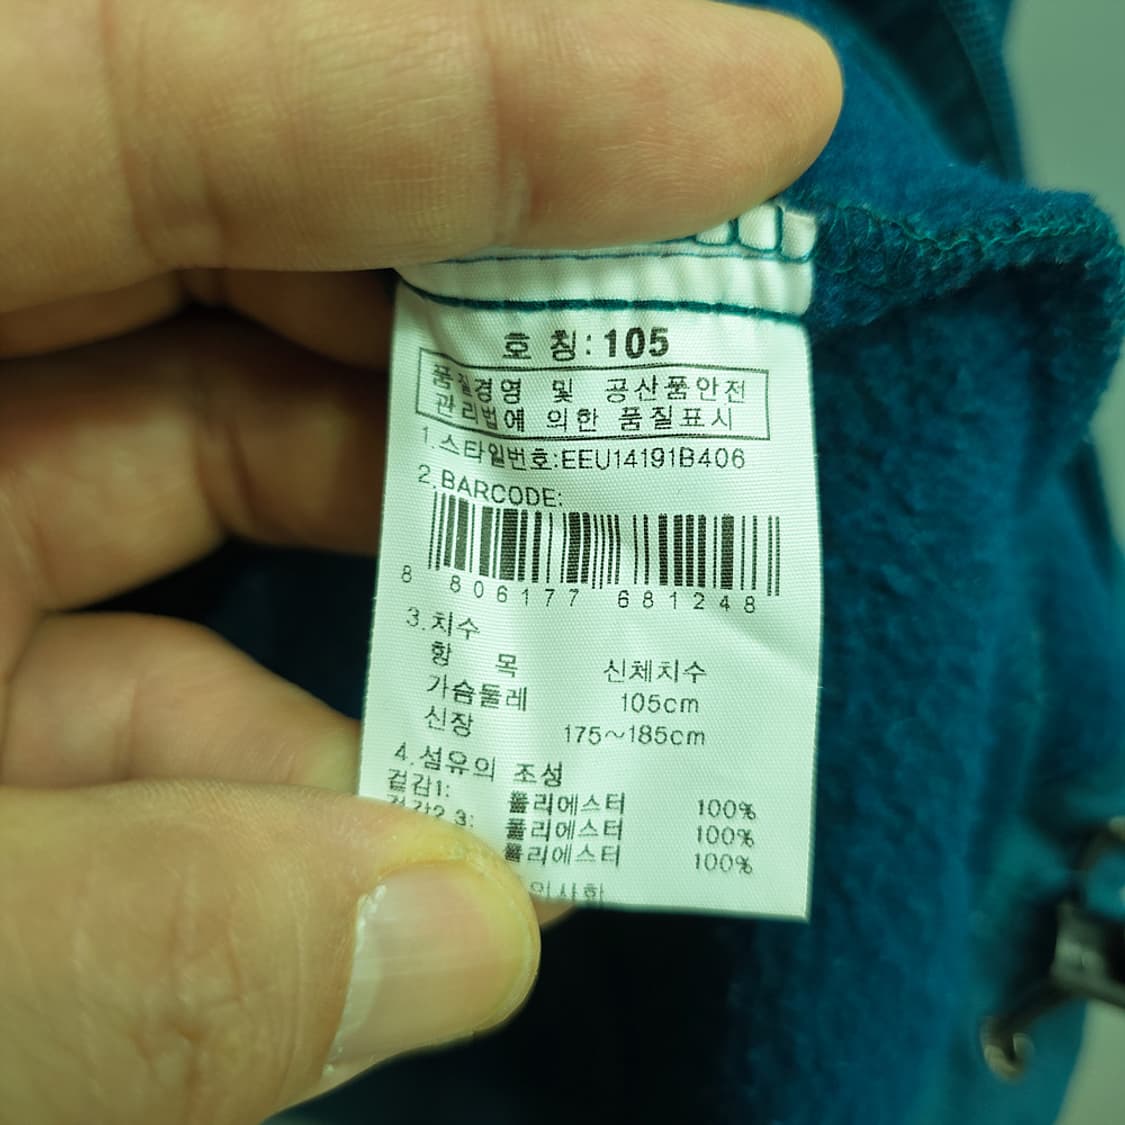 호 칭: 105
품질경영 및 공산품안전
관리법에 의한 품질표시
1.스타일번호:EEU14191B406
2.BARCODE:
8 806177 681248
3.치수
항 목 신체치수
가슴둘레 105cm
신장 175~185cm
4.섬유의 조성
겉감1: 폴리에스터 100%
겉감2,3: 폴리에스터 100%
폴리에스터 100%